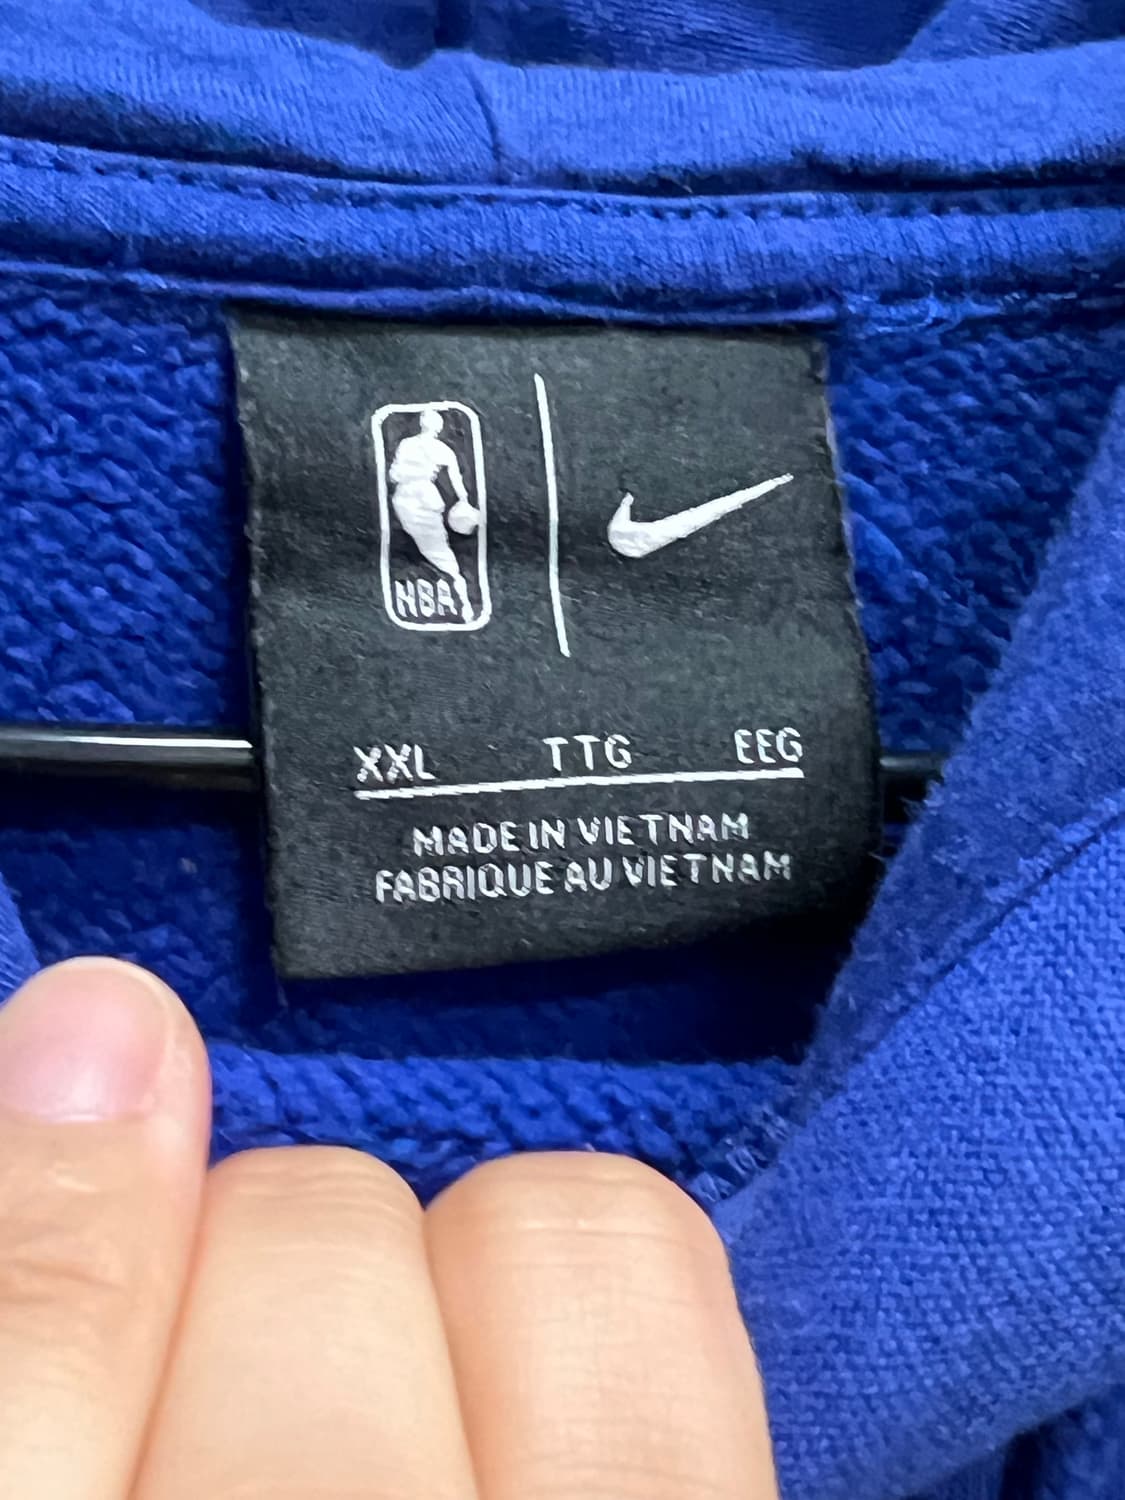 NBA
XXL TTG EEG
MADE IN VIETNAM
FABRIQUE AU VIETNAM